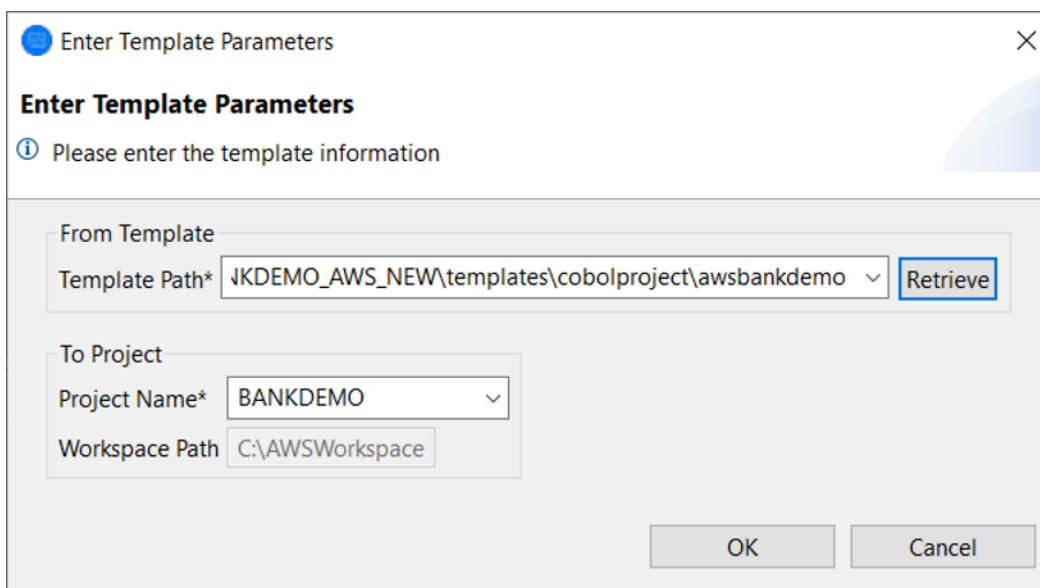 Enter Template Parameters
Enter Template Parameters
Please enter the template information
From Template
Template Path* KDEMO_AWS_NEW\templates\cobolproject\awsbankdemo Retrieve
To Project
Project Name* BANKDEMO
Workspace Path C:\AWSWorkspace
OK Cancel